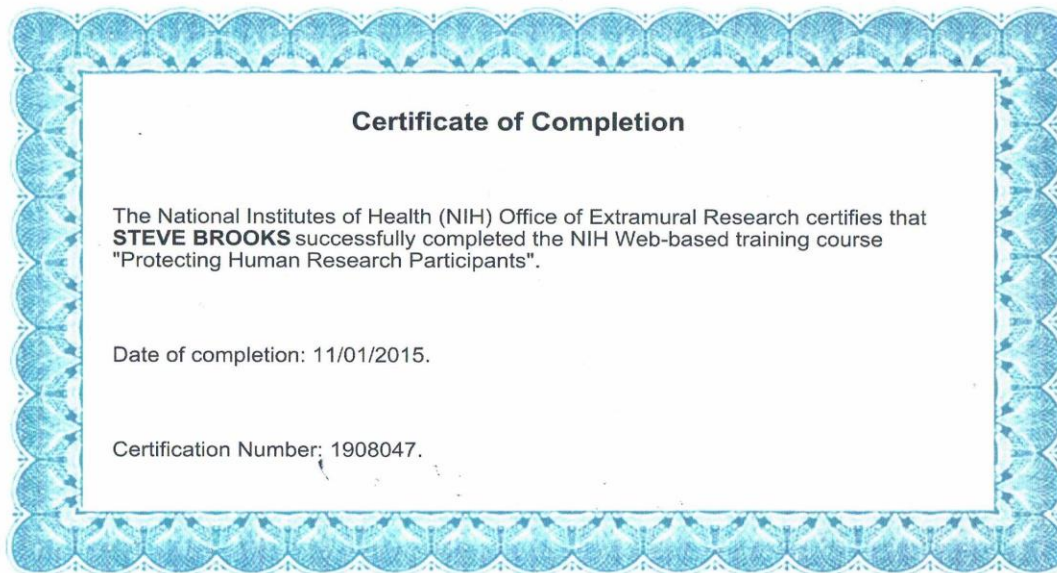 Certificate of Completion
The National Institutes of Health (NIH) Office of Extramural Research certifies that
STEVE BROOKS successfully completed the NIH Web-based training course
"Protecting Human Research Participants".
Date of completion: 11/01/2015.
Certification Number: 1908047.